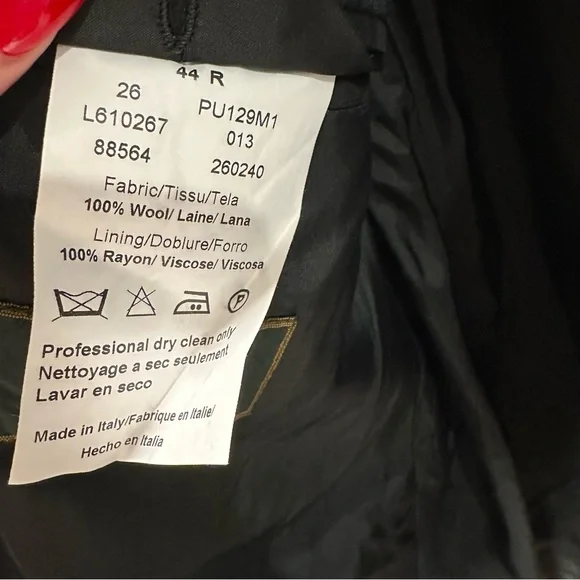 44 R
26 PU129M1
L610267 013
88564 260240
Fabric/Tissu/Tela
100% Wool/ Laine/ Lana
Lining/Doblure/Forro
100% Rayon/ Viscose/ Viscosa
P
Professional dry clean only
Nettoyage a sec seulement
Lavar en seco
Made in Italy/Fabrique en Italie/
Hecho en Italia